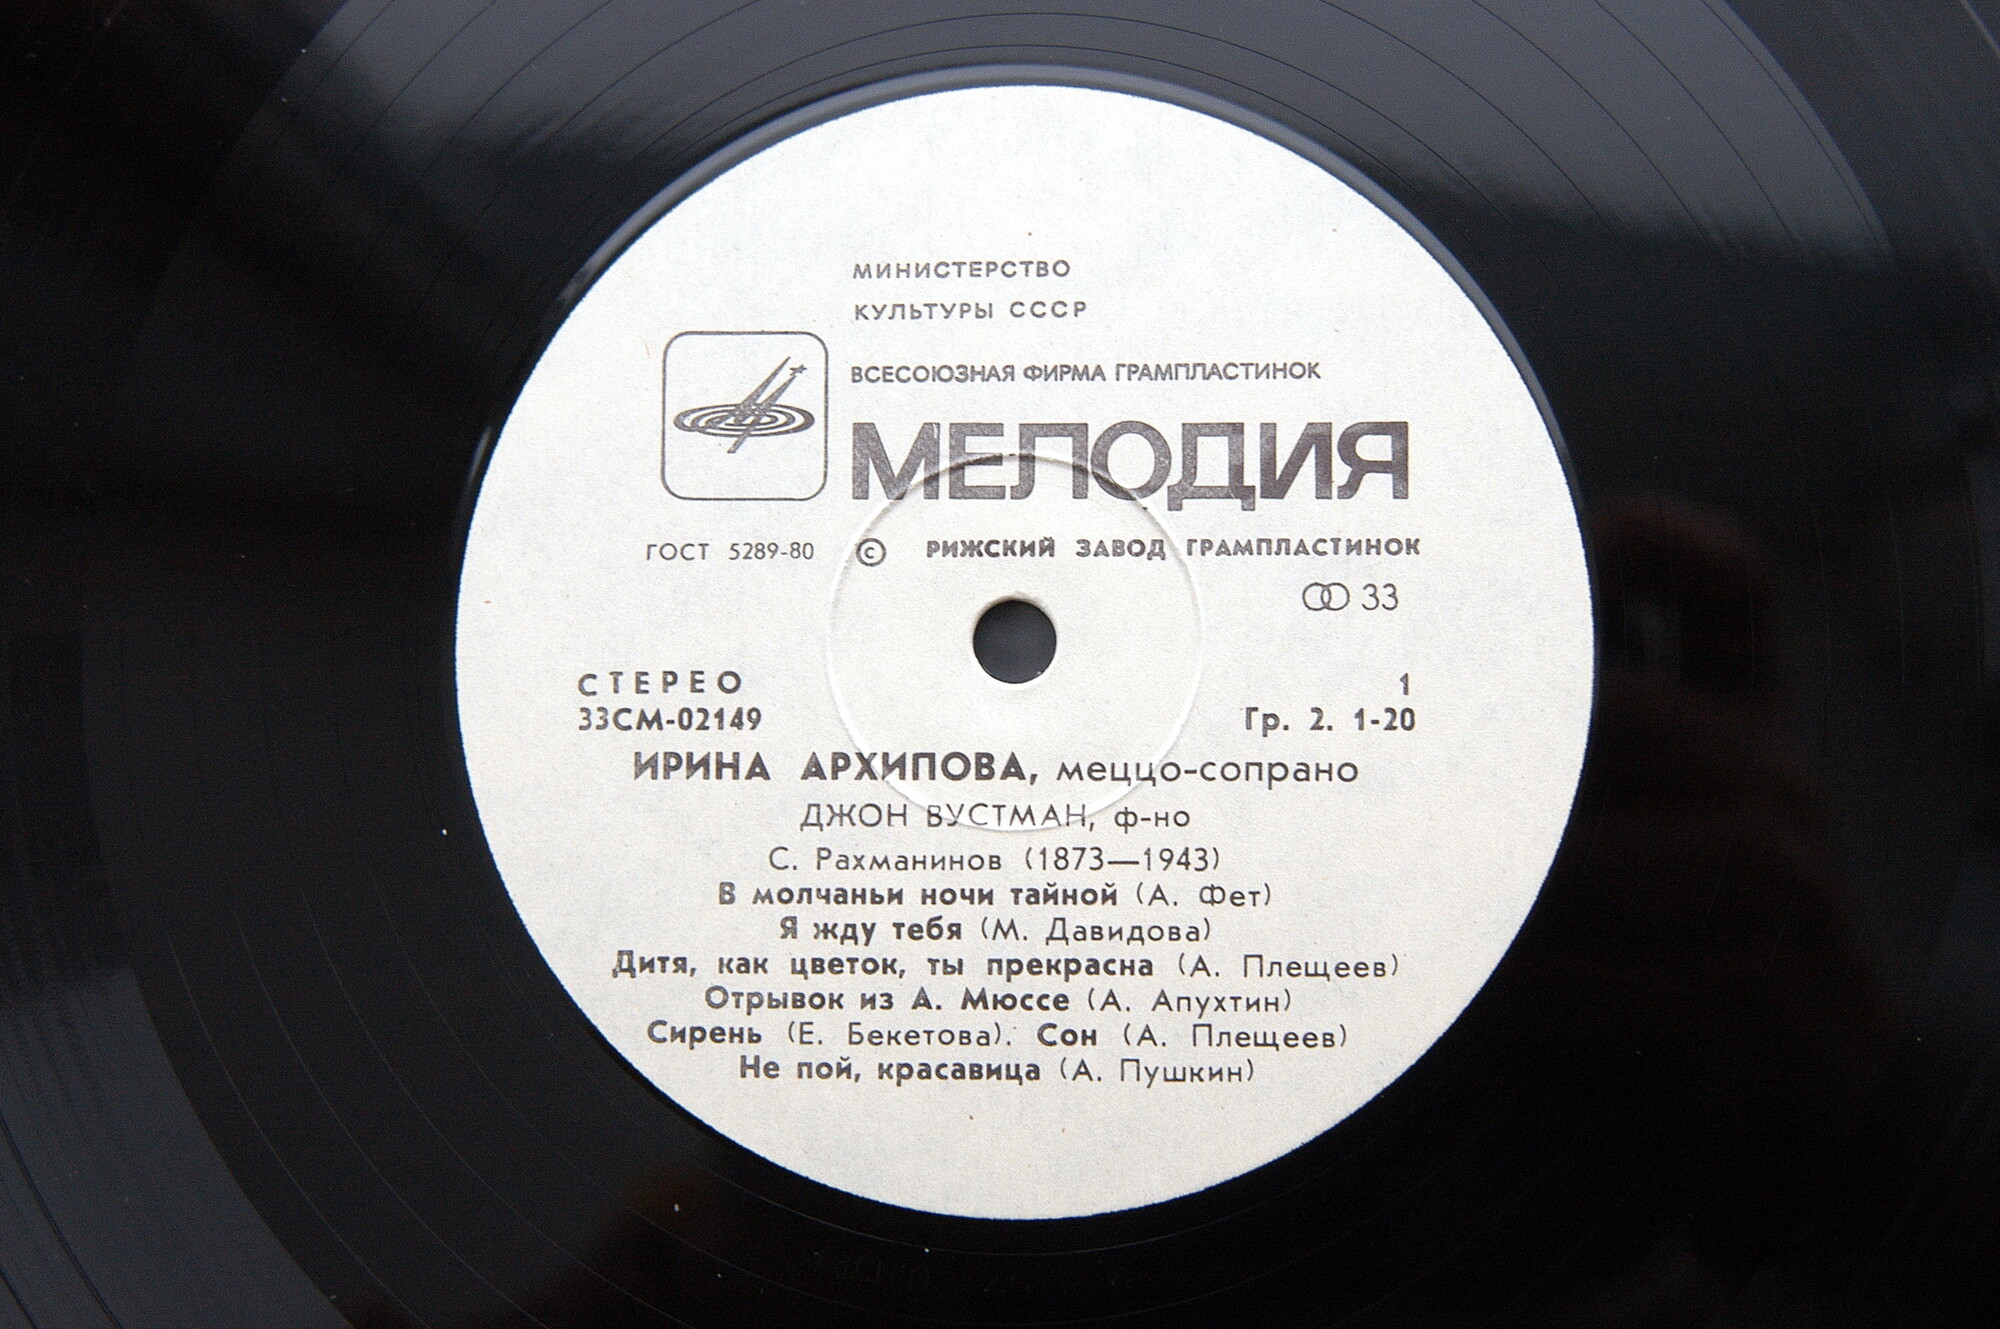 МИНИСТЕРСТВО
КУЛЬТУРЫ СССР
ВСЕСОЮЗНАЯ ФИРМА ГРАМПЛАСТИНОК
МЕЛОДИЯ
ГОСТ 5289-80 © РИЖСКИЙ ЗАВОД ГРАМПЛАСТИНОК
33
СТЕРЕО 1
33СМ-02149 Гр. 2. 1-20
ИРИНА АРХИПОВА, меццо-сопрано
ДЖОН ВУСТМАН, ф-но
С. Рахманинов (1873—1943)
В молчаньи ночи тайной (А. Фет)
Я жду тебя (М. Давидова)
Дитя, как цветок, ты прекрасна (А. Плещеев)
Отрывок из А. Мюссе (А. Апухтин)
Сирень (Е. Бекетова). Сон (А. Плещеев)
Не пой, красавица (А. Пушкин)